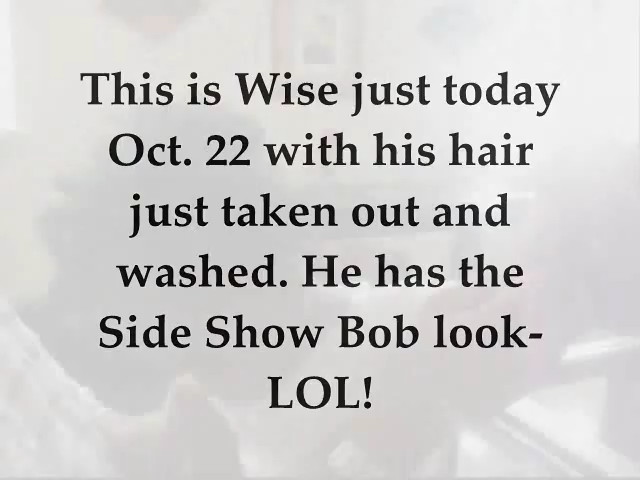 This is Wise just today
Oct. 22 with his hair
just taken out and
washed. He has the
Side Show Bob look-
LOL!